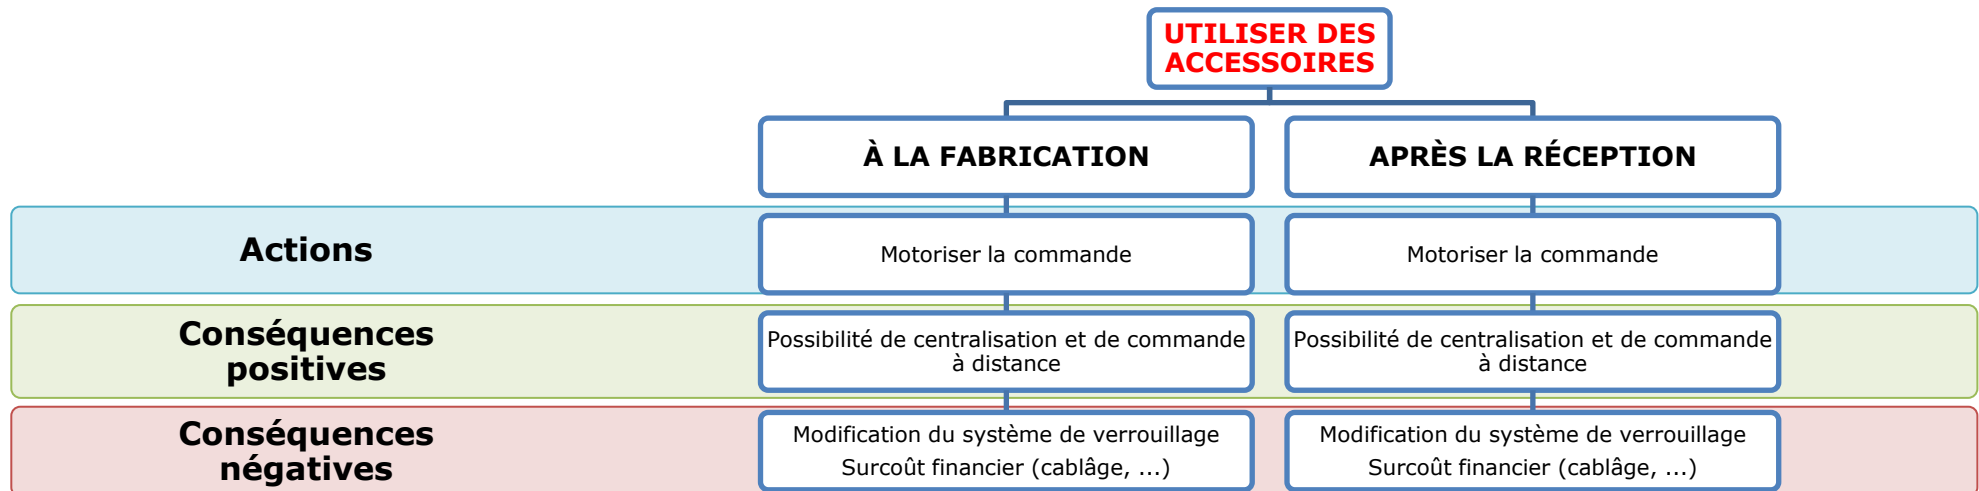 UTILISER DES
ACCESSOIRES
À LA FABRICATION
APRÈS LA RÉCEPTION
Actions
Motoriser la commande
Motoriser la commande
Conséquences
positives
Possibilité de centralisation et de commande
à distance
Possibilité de centralisation et de commande
à distance
Conséquences
négatives
Modification du système de verrouillage
Surcoût financier (cablâge, ...)
Modification du système de verrouillage
Surcoût financier (cablâge, ...)